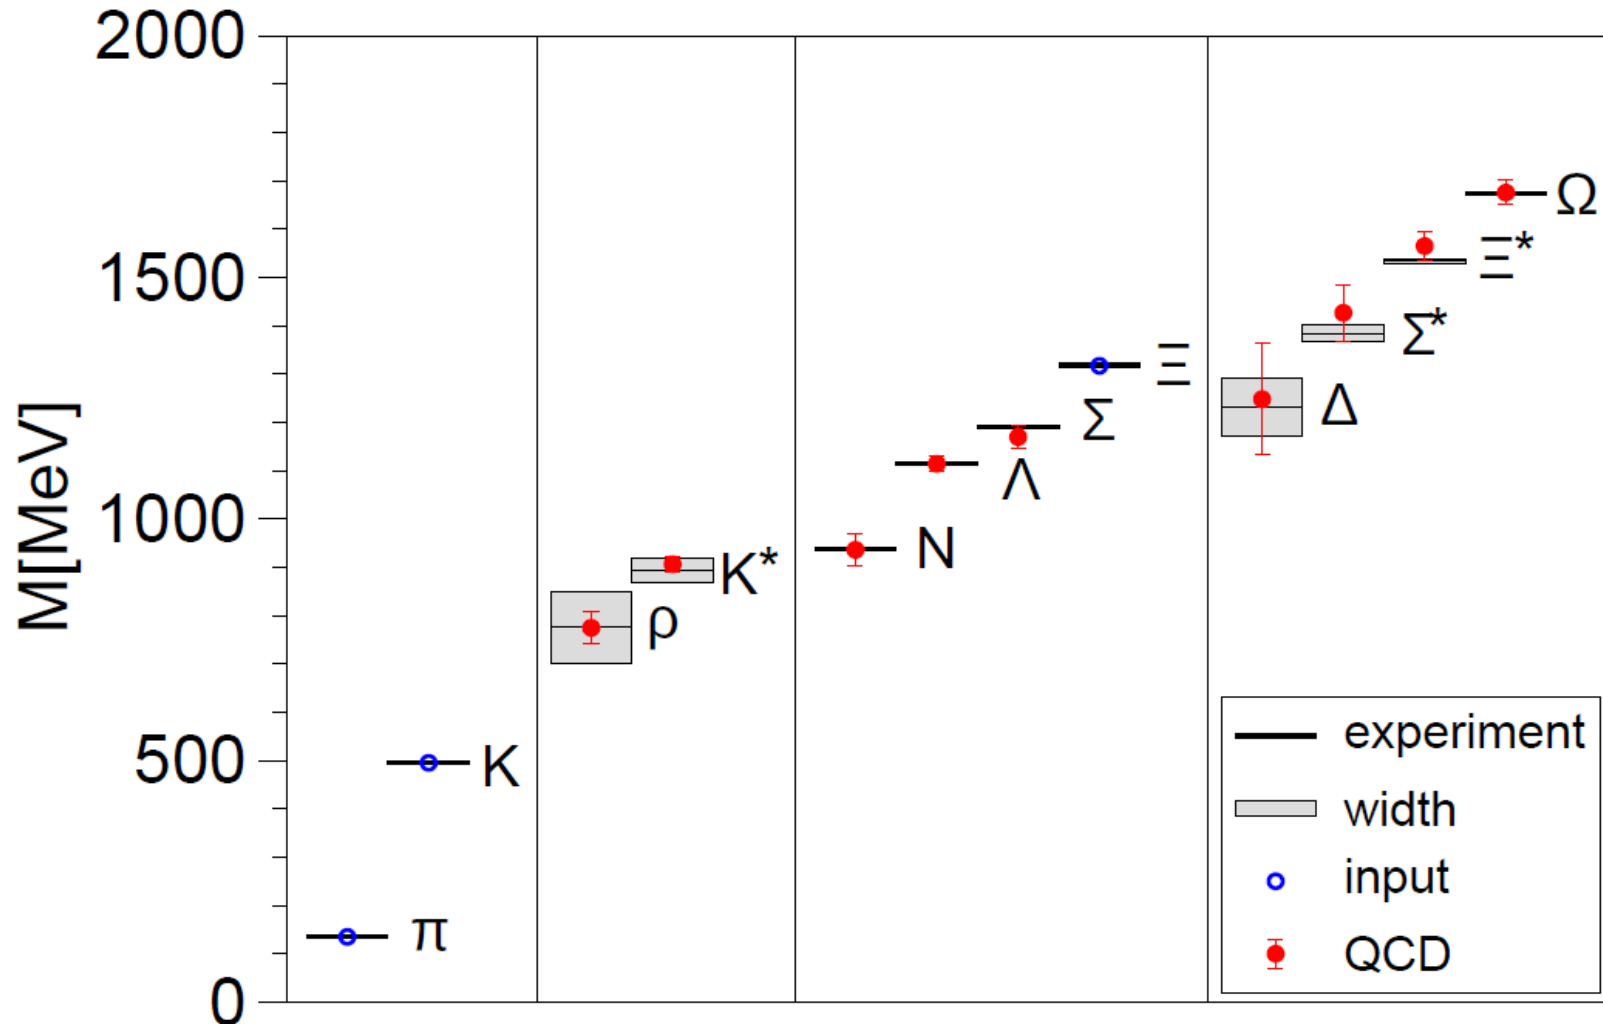 2000
1500
1000
500
0
M[MeV]
π
K
ρ
K*
N
Λ
Σ
Ξ
Δ
Σ*
Ξ*
Ω
experiment
width
input
QCD